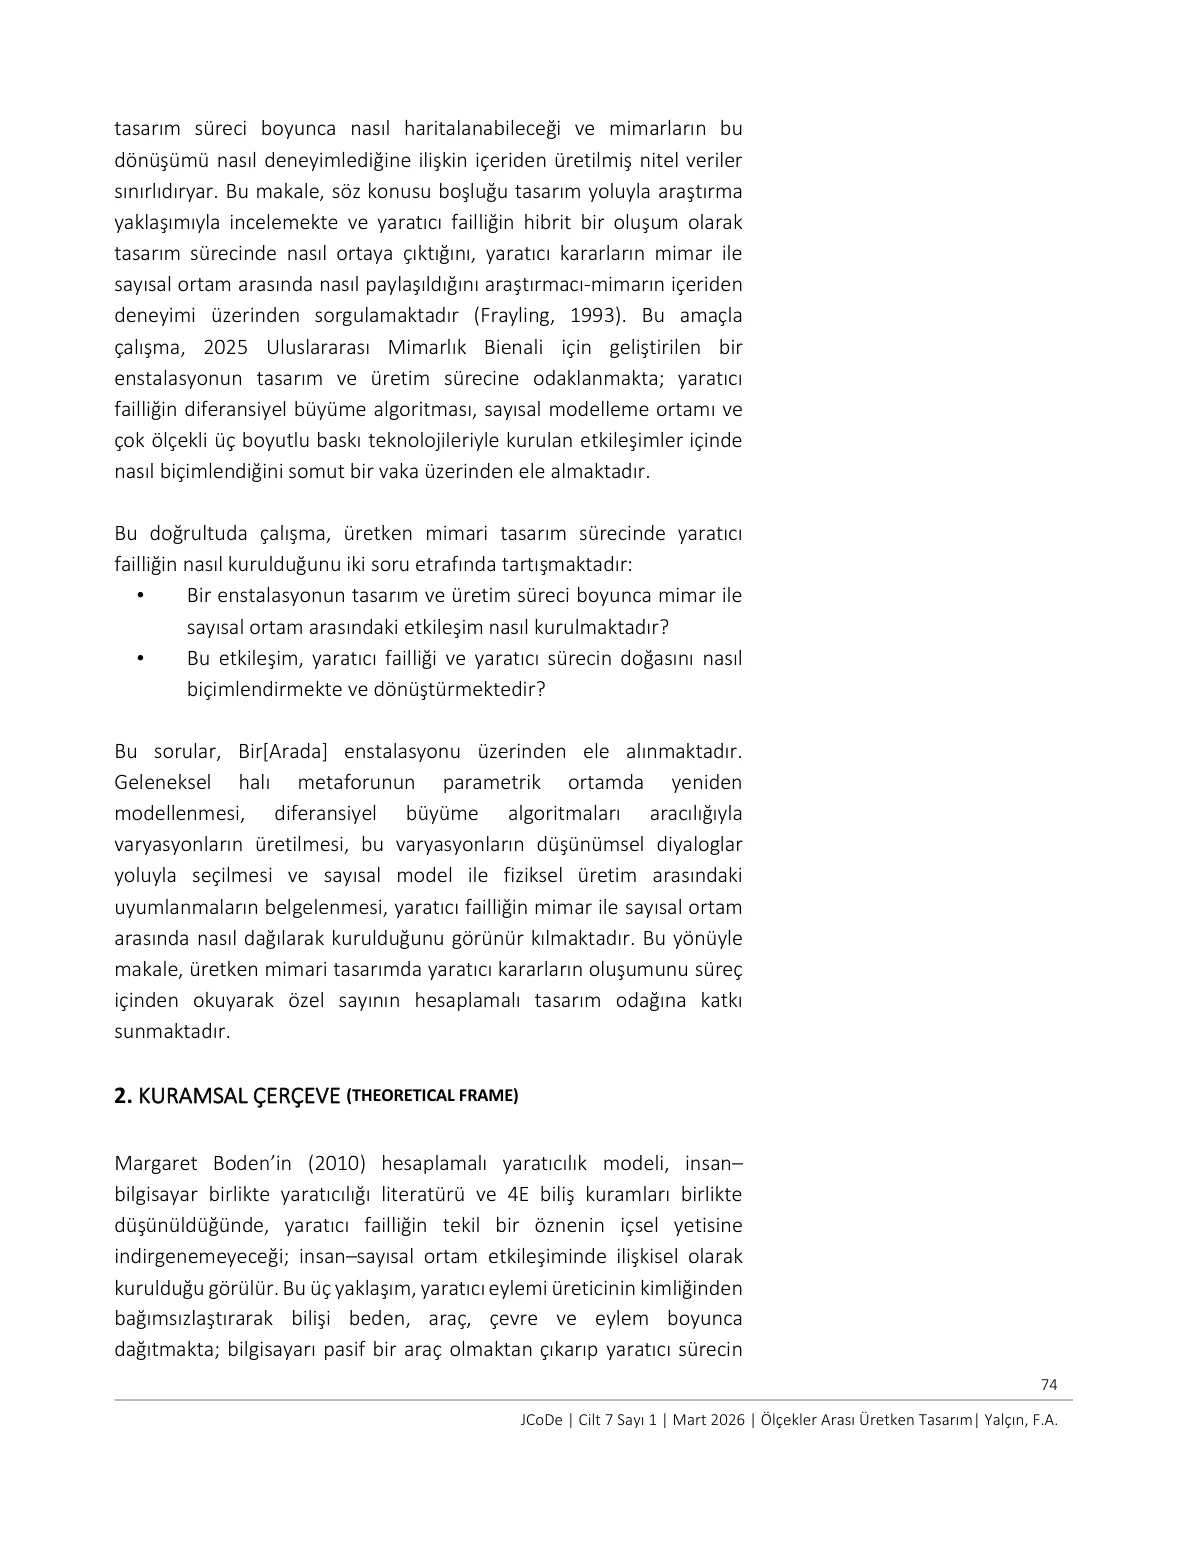 tasarım süreci boyunca nasıl haritalanabileceği ve mimarların bu
dönüşümü nasıl deneyimlediğine ilişkin içeriden üretilmiş nitel veriler
sınırlıdıryar. Bu makale, söz konusu boşluğu tasarım yoluyla araştırma
yaklaşımıyla incelemekte ve yaratıcı failliğin hibrit bir oluşum olarak
tasarım sürecinde nasıl ortaya çıktığını, yaratıcı kararların mimar ile
sayısal ortam arasında nasıl paylaşıldığını araştırmacı-mimarın içeriden
deneyimi üzerinden sorgulamaktadır (Frayling, 1993). Bu amaçla
çalışma, 2025 Uluslararası Mimarlık Bienali için geliştirilen bir
enstalasyonun tasarım ve üretim sürecine odaklanmakta; yaratıcı
failliğin diferansiyel büyüme algoritması, sayısal modelleme ortamı ve
çok ölçekli üç boyutlu baskı teknolojileriyle kurulan etkileşimler içinde
nasıl biçimlendiğini somut bir vaka üzerinden ele almaktadır.
Bu doğrultuda çalışma, üretken mimari tasarım sürecinde yaratıcı
failliğin nasıl kurulduğunu iki soru etrafında tartışmaktadır:
• Bir enstalasyonun tasarım ve üretim süreci boyunca mimar ile
sayısal ortam arasındaki etkileşim nasıl kurulmaktadır?
• Bu etkileşim, yaratıcı failliği ve yaratıcı sürecin doğasını nasıl
biçimlendirmekte ve dönüştürmektedir?
Bu sorular, Bir[Arada] enstalasyonu üzerinden ele alınmaktadır.
Geleneksel halı metaforunun parametrik ortamda yeniden
modellenmesi, diferansiyel büyüme algoritmaları aracılığıyla
varyasyonların üretilmesi, bu varyasyonların düşünümsel diyaloglar
yoluyla seçilmesi ve sayısal model ile fiziksel üretim arasındaki
uyumlanmaların belgelenmesi, yaratıcı failliğin mimar ile sayısal ortam
arasında nasıl dağılarak kurulduğunu görünür kılmaktadır. Bu yönüyle
makale, üretken mimari tasarımda yaratıcı kararların oluşumunu süreç
içinden okuyarak özel sayının hesaplamalı tasarım odağına katkı
sunmaktadır.
2. KURAMSAL ÇERÇEVE (THEORETICAL FRAME)
Margaret Boden’in (2010) hesaplamalı yaratıcılık modeli, insan–
bilgisayar birlikte yaratıcılığı literatürü ve 4E biliş kuramları birlikte
düşünüldüğünde, yaratıcı failliğin tekil bir öznenin içsel yetisine
indirgenemeyeceği; insan–sayısal ortam etkileşiminde ilişkisel olarak
kurulduğu görülür. Bu üç yaklaşım, yaratıcı eylemi üreticinin kimliğinden
bağımsızlaştırarak bilişi beden, araç, çevre ve eylem boyunca
dağıtmakta; bilgisayarı pasif bir araç olmaktan çıkarıp yaratıcı sürecin
74
JCoDe | Cilt 7 Sayı 1 | Mart 2026 | Ölçekler Arası Üretken Tasarım| Yalçın, F.A.